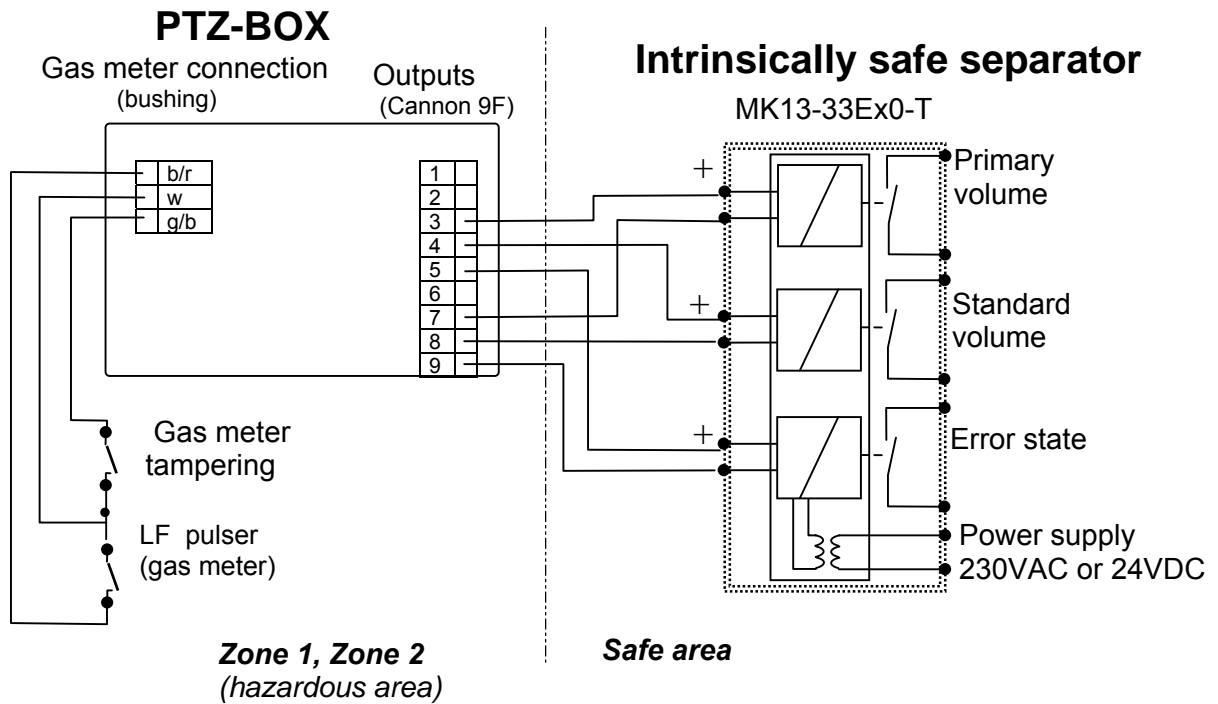 PTZ-BOX
Gas meter connection
(bushing)
Outputs
(Cannon 9F)
b/r
w
g/b
1
2
3
4
5
6
7
8
9
Gas meter
tampering
LF pulser
(gas meter)
Zone 1, Zone 2
(hazardous area)
Intrinsically safe separator
MK13-33Ex0-T
+
+
+
Primary
volume
Standard
volume
Error state
Power supply
230VAC or 24VDC
Safe area